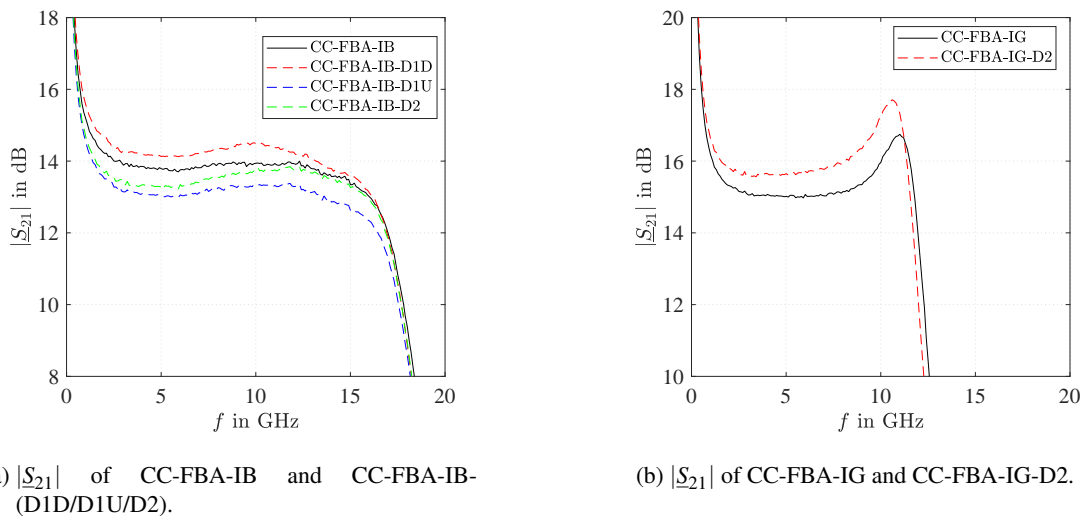 18
16
14
12
10
8
|S21| in dB
0
5
10
15
20
f in GHz
CC-FBA-IB
CC-FBA-IB-D1D
CC-FBA-IB-D1U
CC-FBA-IB-D2
) |S21| of CC-FBA-IB and CC-FBA-IB-
(D1D/D1U/D2).
20
18
16
14
12
10
|S21| in dB
0
5
10
15
20
f in GHz
CC-FBA-IG
CC-FBA-IG-D2
(b) |S21| of CC-FBA-IG and CC-FBA-IG-D2.